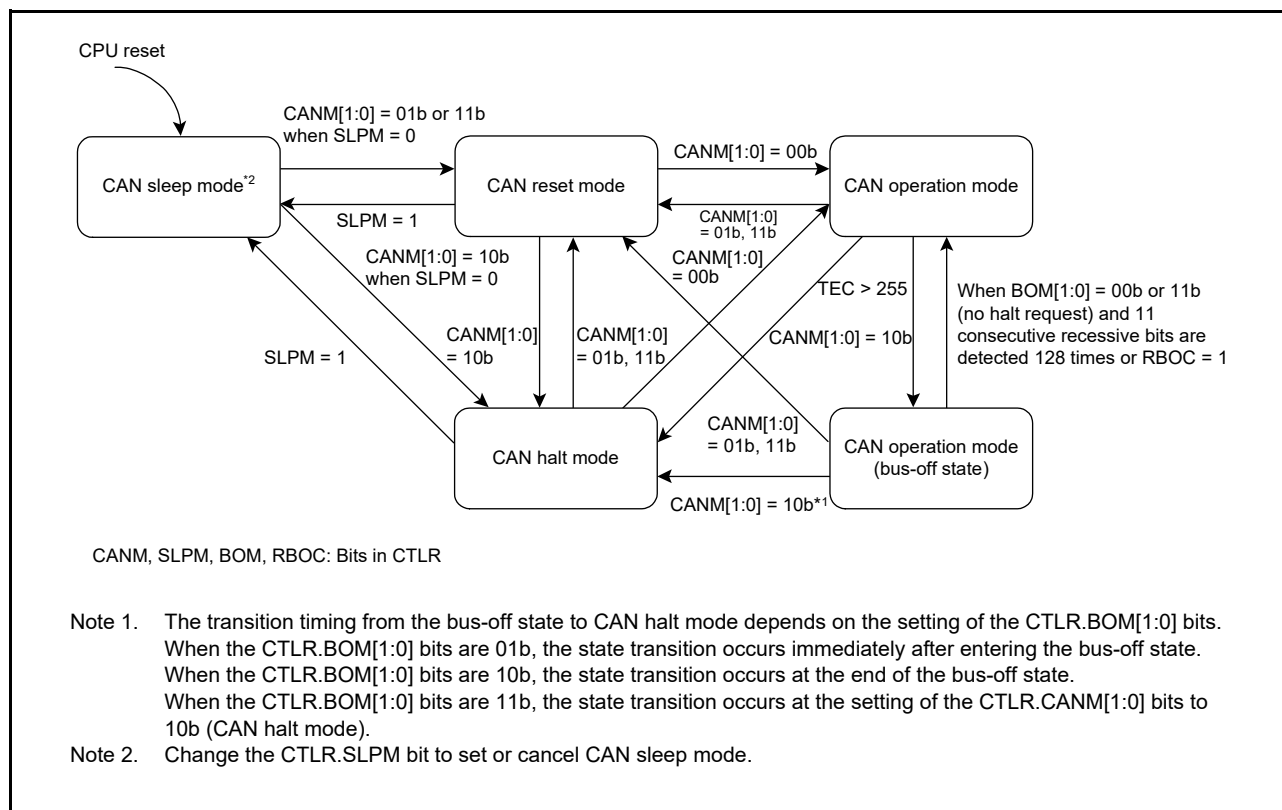 CPU reset
CANM[1:0] = 01b or 11b
when SLPM = 0
CAN sleep mode*2
CAN reset mode
CANM[1:0] = 00b
CAN operation mode
SLPM = 1
CANM[1:0]
= 01b, 11b
CANM[1:0] = 10b
when SLPM = 0
CANM[1:0]
= 00b
TEC > 255
When BOM[1:0] = 00b or 11b
(no halt request) and 11
consecutive recessive bits are
detected 128 times or RBOC = 1
SLPM = 1
CANM[1:0]
= 10b
CANM[1:0]
= 01b, 11b
CANM[1:0] = 10b
CAN halt mode
CANM[1:0]
= 01b, 11b
CAN operation mode
(bus-off state)
CANM[1:0] = 10b*1
CANM, SLPM, BOM, RBOC: Bits in CTLR
Note 1. The transition timing from the bus-off state to CAN halt mode depends on the setting of the CTLR.BOM[1:0] bits.
When the CTLR.BOM[1:0] bits are 01b, the state transition occurs immediately after entering the bus-off state.
When the CTLR.BOM[1:0] bits are 10b, the state transition occurs at the end of the bus-off state.
When the CTLR.BOM[1:0] bits are 11b, the state transition occurs at the setting of the CTLR.CANM[1:0] bits to
10b (CAN halt mode).
Note 2. Change the CTLR.SLPM bit to set or cancel CAN sleep mode.